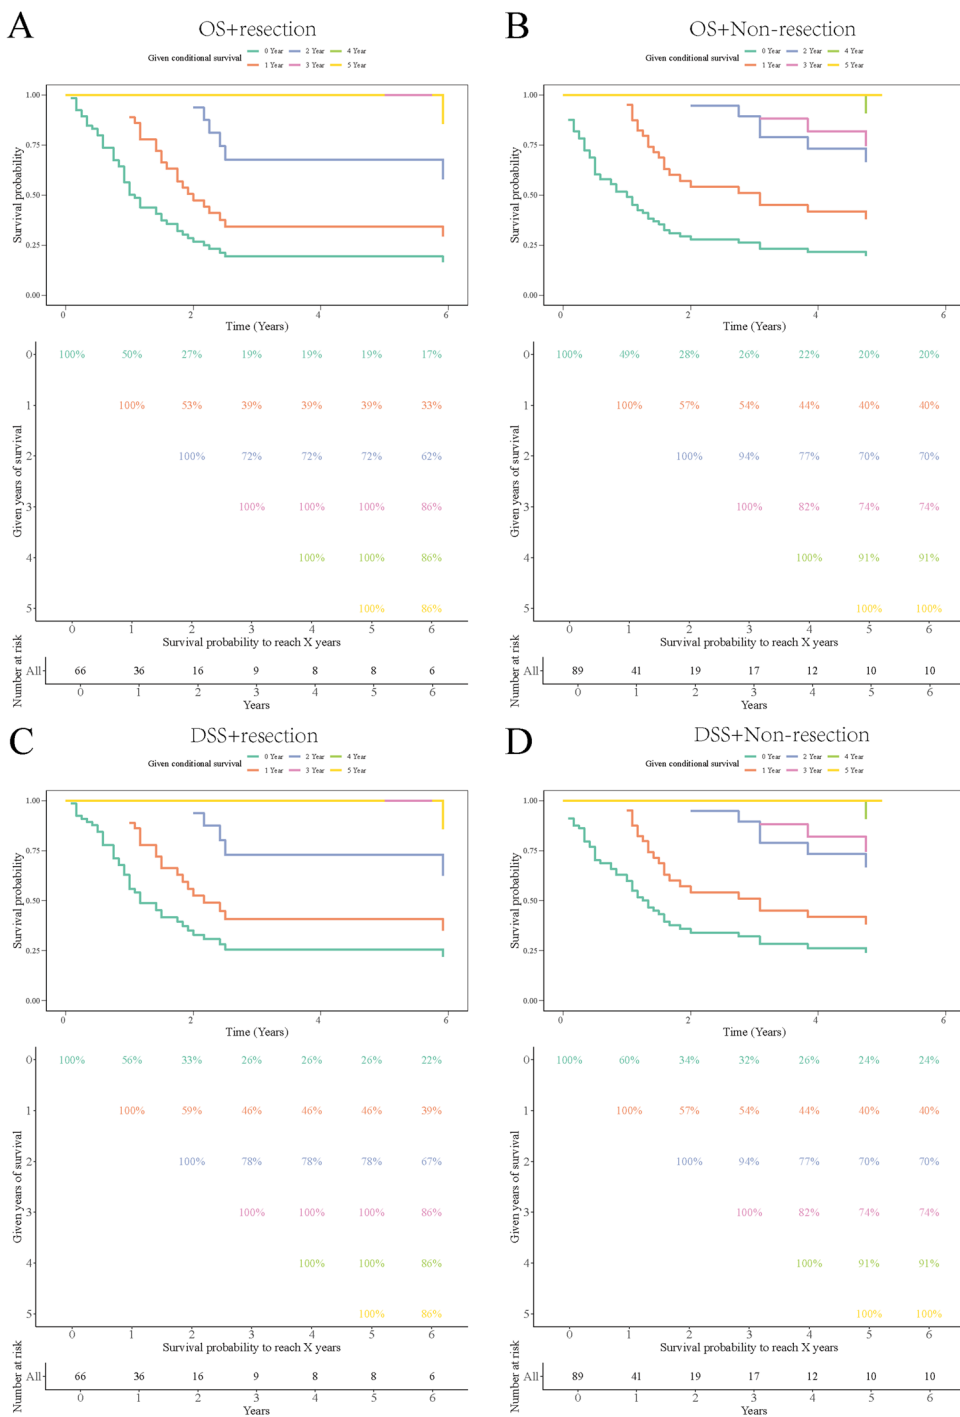 A
OS+resection
Given conditional survival
0 Year 2 Year 4 Year
1 Year 3 Year 5 Year
Survival probability
1.00
0.75
0.50
0.25
0.00
0 2 4 6
Time (Years)
Given years of survival
0 100% 50% 27% 19% 19% 19% 17%
1 100% 53% 39% 39% 39% 33%
2 100% 72% 72% 72% 62%
3 100% 100% 100% 86%
4 100% 100% 86%
5 100% 86%
0 1 2 3 4 5 6
Survival probability to reach X years
Number at risk
All 66 36 16 9 8 8 6
0 1 2 3 4 5 6
Years
B
OS+Non-resection
Given conditional survival
0 Year 2 Year 4 Year
1 Year 3 Year 5 Year
Survival probability
1.00
0.75
0.50
0.25
0.00
0 2 4 6
Time (Years)
Given years of survival
0 100% 49% 28% 26% 22% 20% 20%
1 100% 57% 54% 44% 40% 40%
2 100% 94% 77% 70% 70%
3 100% 82% 74% 74%
4 100% 91% 91%
5 100% 100%
0 1 2 3 4 5 6
Survival probability to reach X years
Number at risk
All 89 41 19 17 12 10 10
0 1 2 3 4 5 6
Years
C
DSS+resection
Given conditional survival
0 Year 2 Year 4 Year
1 Year 3 Year 5 Year
Survival probability
1.00
0.75
0.50
0.25
0.00
0 2 4 6
Time (Years)
Given years of survival
0 100% 56% 33% 26% 26% 26% 22%
1 100% 59% 46% 46% 46% 39%
2 100% 78% 78% 78% 67%
3 100% 100% 100% 86%
4 100% 100% 86%
5 100% 86%
0 1 2 3 4 5 6
Survival probability to reach X years
Number at risk
All 66 36 16 9 8 8 6
0 1 2 3 4 5 6
Years
D
DSS+Non-resection
Given conditional survival
0 Year 2 Year 4 Year
1 Year 3 Year 5 Year
Survival probability
1.00
0.75
0.50
0.25
0.00
0 2 4 6
Time (Years)
Given years of survival
0 100% 60% 34% 32% 26% 24% 24%
1 100% 57% 54% 44% 40% 40%
2 100% 94% 77% 70% 70%
3 100% 82% 74% 74%
4 100% 91% 91%
5 100% 100%
0 1 2 3 4 5 6
Survival probability to reach X years
Number at risk
All 89 41 19 17 12 10 10
0 1 2 3 4 5 6
Years